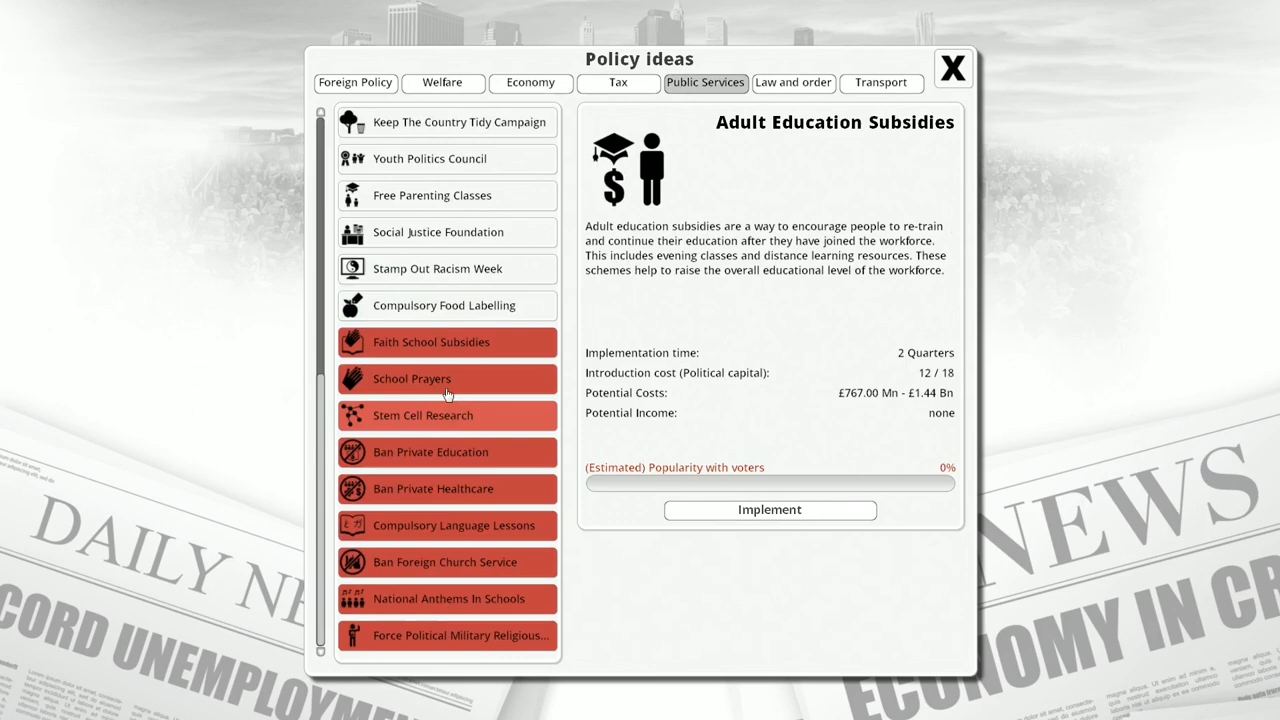 Policy ideas
X
Foreign Policy
Welfare
Economy
Tax
Public Services
Law and order
Transport
Keep The Country Tidy Campaign
Youth Politics Council
Free Parenting Classes
Social Justice Foundation
Stamp Out Racism Week
Compulsory Food Labelling
Faith School Subsidies
School Prayers
Stem Cell Research
Ban Private Education
Ban Private Healthcare
Compulsory Language Lessons
Ban Foreign Church Service
National Anthems In Schools
Force Political Military Religious...
Adult Education Subsidies
Adult education subsidies are a way to encourage people to re-train
and continue their education after they have joined the workforce.
This includes evening classes and distance learning resources. These
schemes help to raise the overall educational level of the workforce.
Implementation time: 2 Quarters
Introduction cost (Political capital): 12 / 18
Potential Costs: £767.00 Mn - £1.44 Bn
Potential Income: none
(Estimated) Popularity with voters 0%
Implement
DAILY NE
CORD UNEMPLOYM
NEWS
ECONOMY IN CR